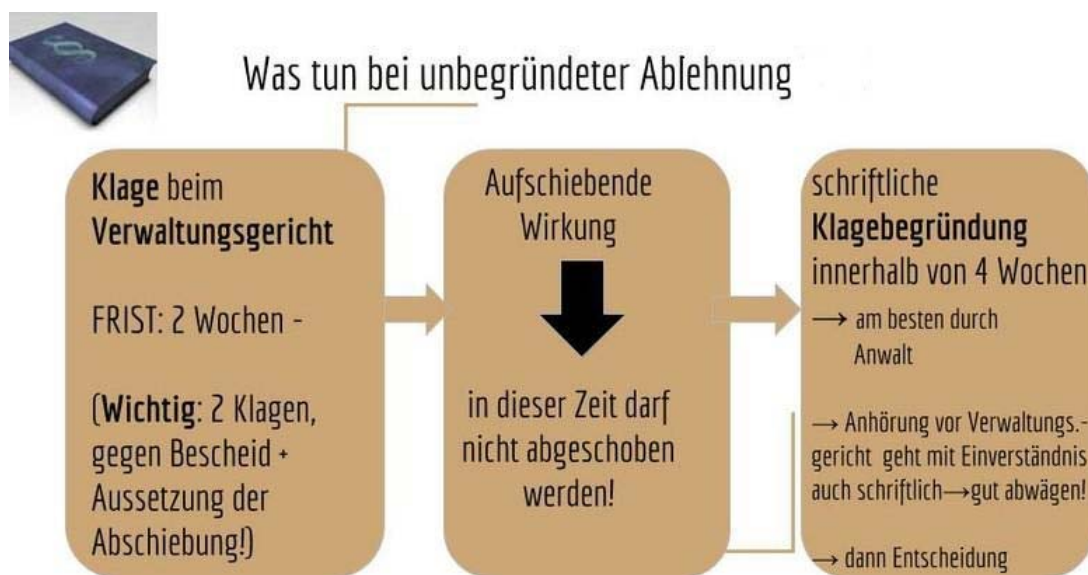 Was tun bei unbegründeter Ablehnung
Klage beim
Verwaltungsgericht
FRIST: 2 Wochen -
(Wichtig: 2 Klagen,
gegen Bescheid +
Aussetzung der
Abschiebung!)
Aufschiebende
Wirkung
in dieser Zeit darf
nicht abgeschoben
werden!
schriftliche
Klagebegründung
innerhalb von 4 Wochen
→ am besten durch
Anwalt
→ Anhörung vor Verwaltungs.-
gericht geht mit Einverständnis
auch schriftlich→gut abwägen!
→ dann Entscheidung